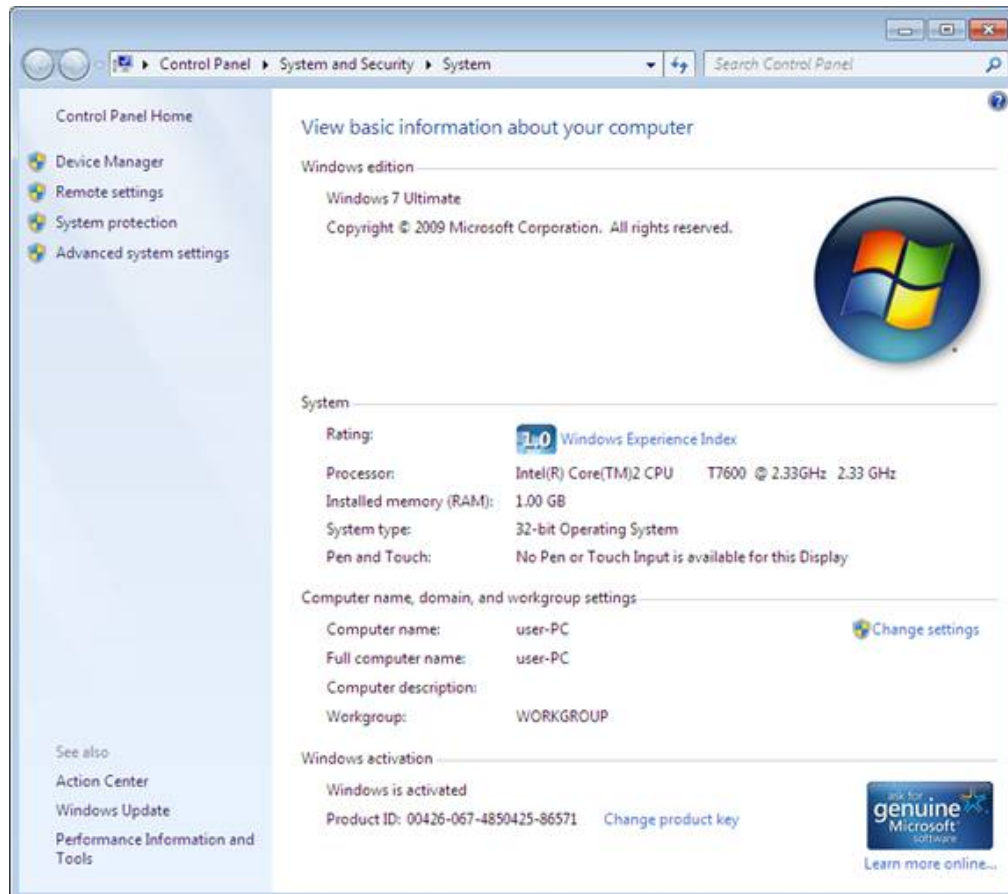 Control Panel ▸ System and Security ▸ System
Search Control Panel
Control Panel Home
Device Manager
Remote settings
System protection
Advanced system settings
See also
Action Center
Windows Update
Performance Information and
Tools
View basic information about your computer
Windows edition
Windows 7 Ultimate
Copyright © 2009 Microsoft Corporation. All rights reserved.
System
Rating: 1.0 Windows Experience Index
Processor: Intel(R) Core(TM)2 CPU T7600 @ 2.33GHz 2.33 GHz
Installed memory (RAM): 1.00 GB
System type: 32-bit Operating System
Pen and Touch: No Pen or Touch Input is available for this Display
Computer name, domain, and workgroup settings
Computer name: user-PC
Change settings
Full computer name: user-PC
Computer description:
Workgroup: WORKGROUP
Windows activation
Windows is activated
Product ID: 00426-067-4850425-86571 Change product key
ask for
genuine
Microsoft
software
Learn more online...